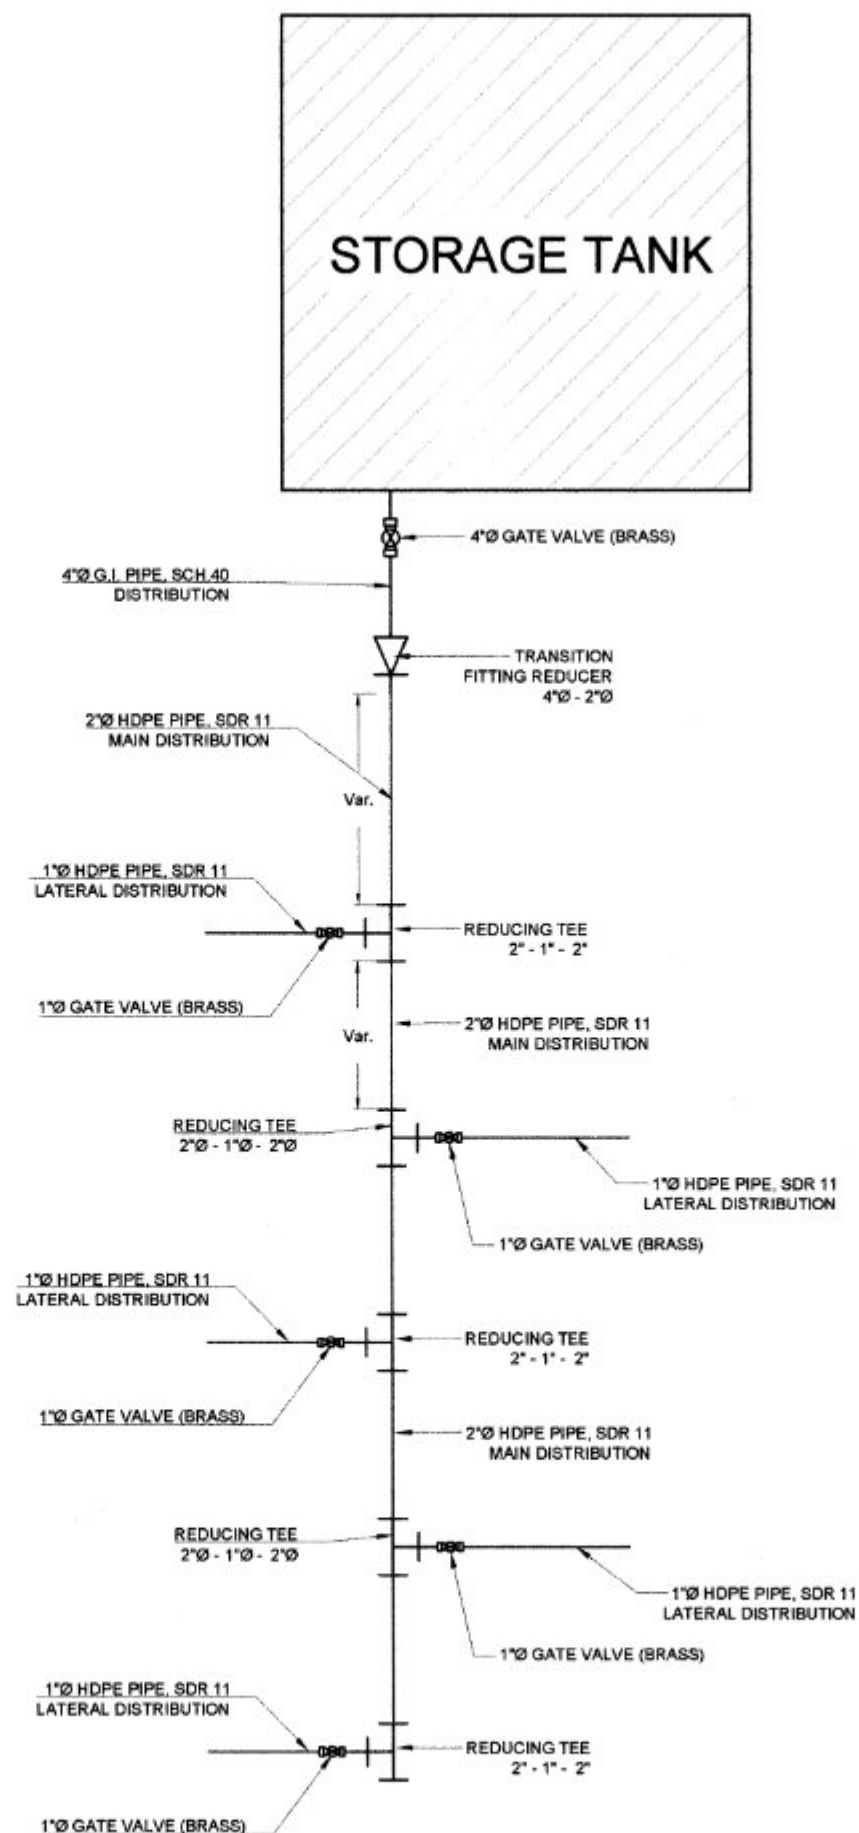 STORAGE TANK
4"Ø GATE VALVE (BRASS)
4"Ø G.I. PIPE, SCH.40
DISTRIBUTION
TRANSITION
FITTING REDUCER
4"Ø - 2"Ø
2"Ø HDPE PIPE, SDR 11
MAIN DISTRIBUTION
Var.
1"Ø HDPE PIPE, SDR 11
LATERAL DISTRIBUTION
REDUCING TEE
2" - 1" - 2"
1"Ø GATE VALVE (BRASS)
2"Ø HDPE PIPE, SDR 11
MAIN DISTRIBUTION
Var.
REDUCING TEE
2"Ø - 1"Ø - 2"Ø
1"Ø HDPE PIPE, SDR 11
LATERAL DISTRIBUTION
1"Ø GATE VALVE (BRASS)
1"Ø HDPE PIPE, SDR 11
LATERAL DISTRIBUTION
REDUCING TEE
2" - 1" - 2"
1"Ø GATE VALVE (BRASS)
2"Ø HDPE PIPE, SDR 11
MAIN DISTRIBUTION
REDUCING TEE
2"Ø - 1"Ø - 2"Ø
1"Ø HDPE PIPE, SDR 11
LATERAL DISTRIBUTION
1"Ø GATE VALVE (BRASS)
1"Ø HDPE PIPE, SDR 11
LATERAL DISTRIBUTION
REDUCING TEE
2" - 1" - 2"
1"Ø GATE VALVE (BRASS)